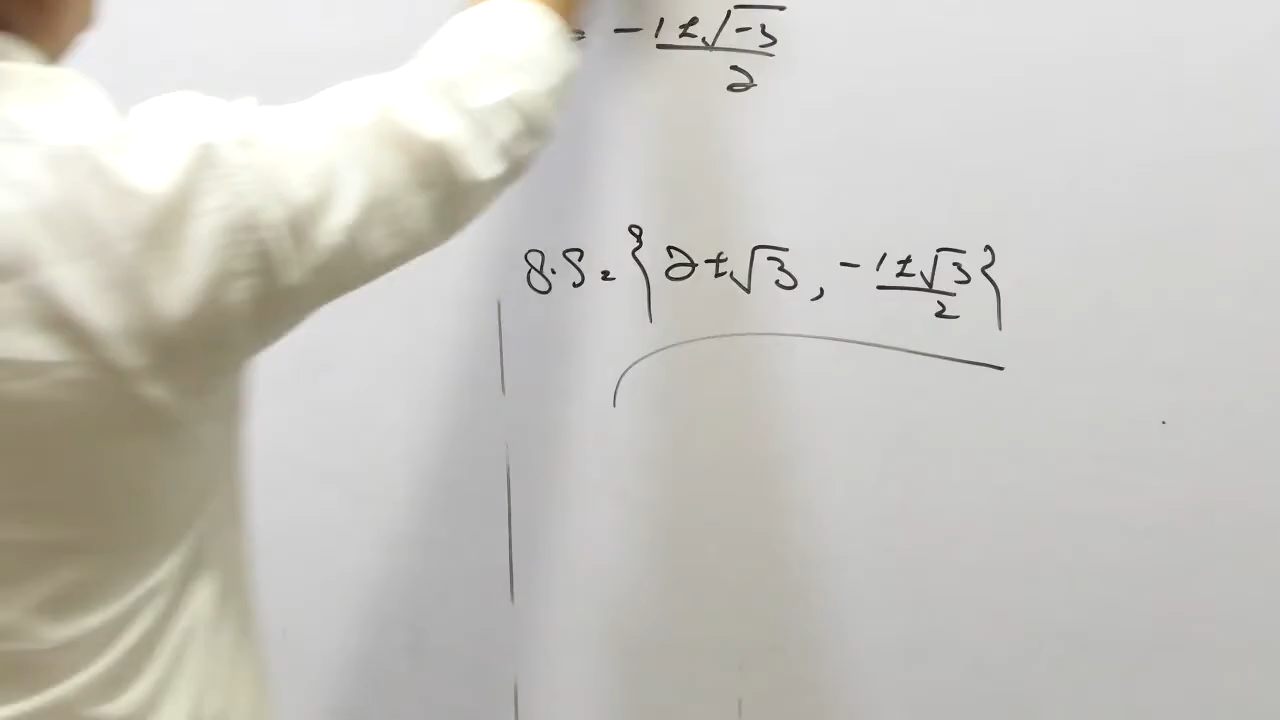 = -1±√-3/2
S.S = {2±√3, -1±√3/2}